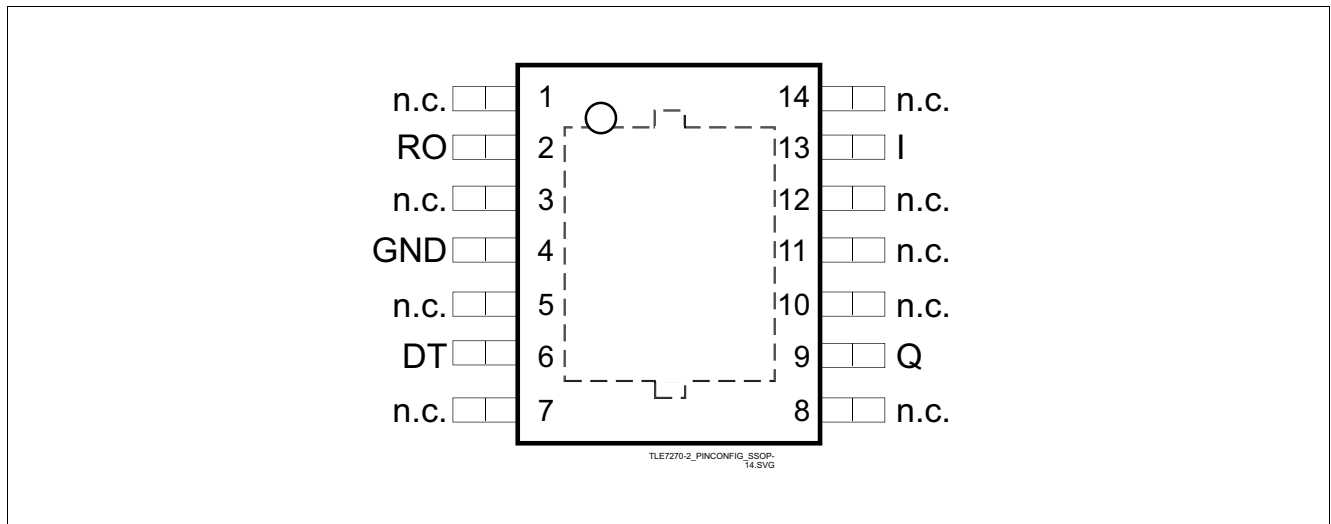 n.c. 1 14 n.c.
RO 2 13 I
n.c. 3 12 n.c.
GND 4 11 n.c.
n.c. 5 10 n.c.
DT 6 9 Q
n.c. 7 8 n.c.
TLE7270-2_PINCONFIG_SSOP-
14.SVG